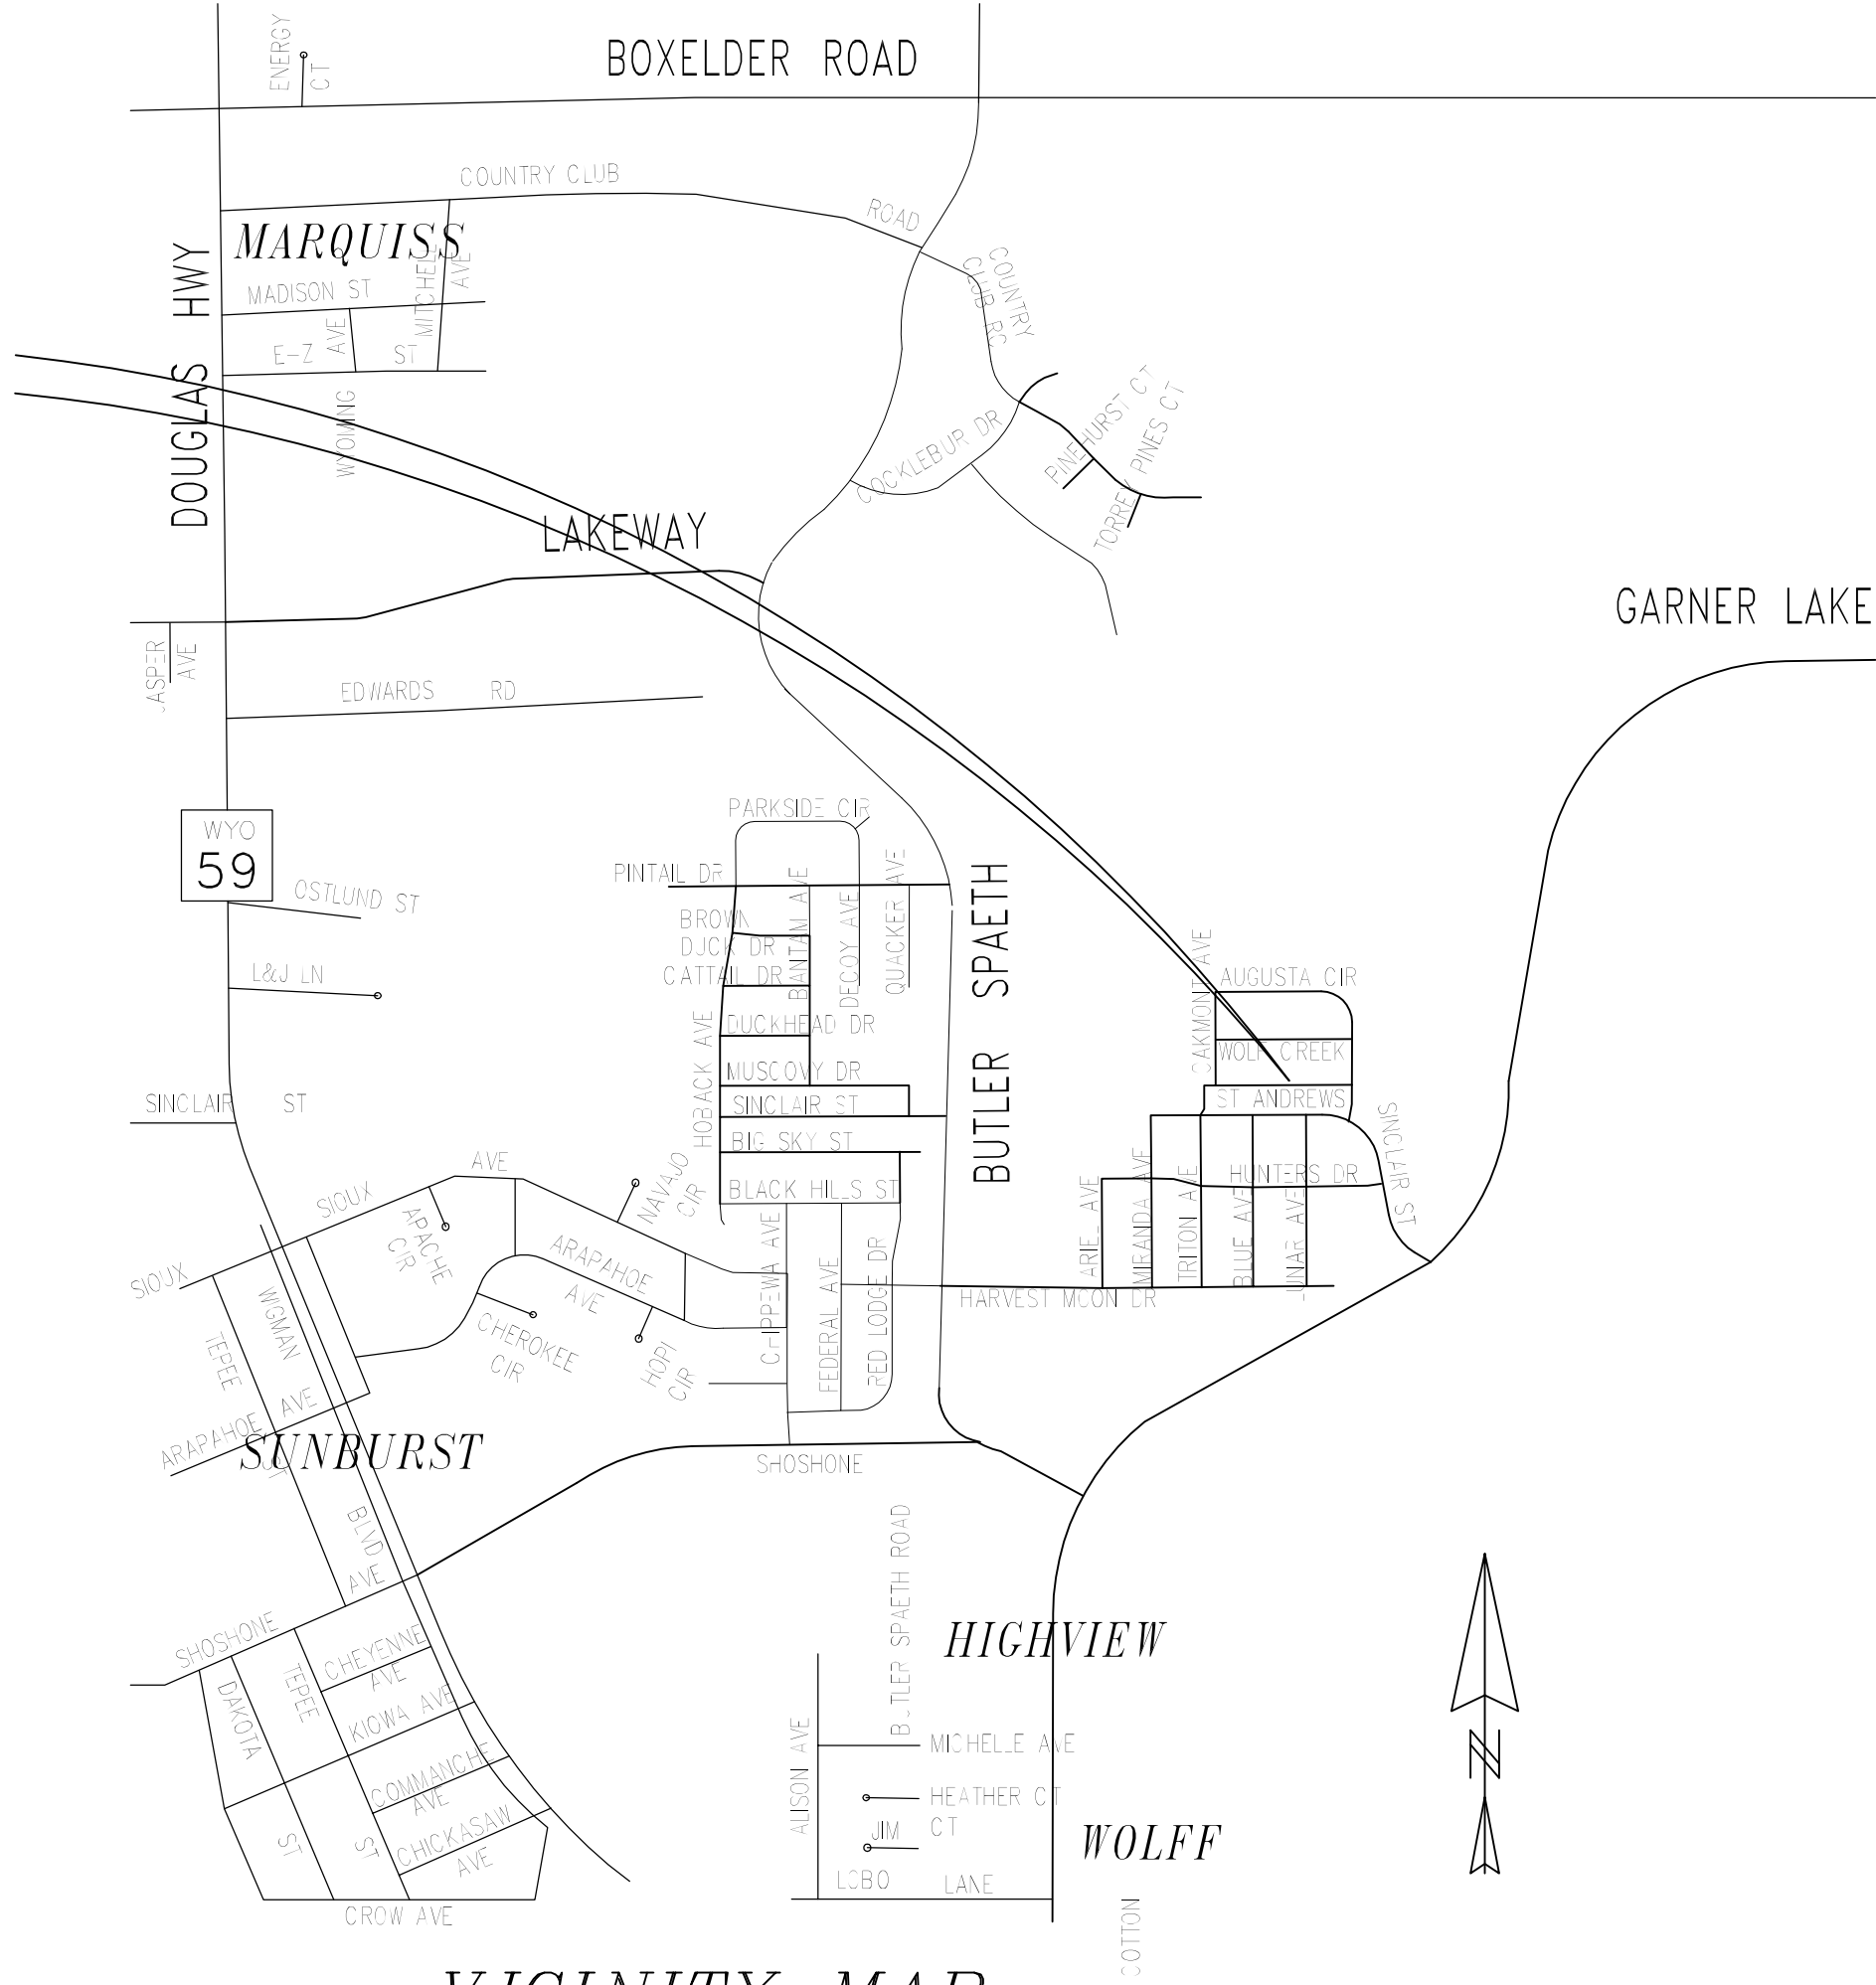 ENERGY
CT
BOXELDER ROAD
COUNTRY CLUB
ROAD
MARQUISS
DOUGLAS HWY
MADISON ST
MITCHELL
AVE
E-Z ST
WYOMING
AVE
COUNTRY
CLUB
COCKLEBUR DR
PINEHURST CT
TORREY PINES CT
LAKEWAY
GARNER LAKE
ASPER
AVE
EDWARDS RD
WYO
59
OSTLUND ST
L&J LN
PARKSIDE CIR
PINTAIL DR
BROWN
DUCK DR
CATTAIL DR
BANTAM AVE
DECOY AVE
QUACKER AVE
BUTLER SPAETH
HOBACK AVE
DUCKHEAD DR
MUSCOVY DR
SINCLAIR ST
BIG SKY ST
BLACK HILLS ST
OAKMONT AVE
AUGUSTA CIR
WOLF CREEK
ST ANDREWS
SINCLAIR ST
HUNTERS DR
ARIEL AVE
MIRANDA AVE
TRITON AVE
BLUE AVE
LUNAR AVE
HARVEST MOON DR
SINCLAIR ST
SIOUX
AVE
SIOUX
APACHE
CIR
NAVAJO
CIR
ARAPAHOE
AVE
CHEROKEE
CIR
HOPI
CIR
CHIPPEWA AVE
FEDERAL AVE
RED LODGE DR
WIGMAN
BLVD
TEPEE
ST
ARAPAHOE AVE
SUNBURST
SHOSHONE
SHOSHONE
AVE
CHEYENNE
AVE
DAKOTA
ST
TEPEE
ST
KIOWA AVE
COMMANCHE
AVE
CHICKASAW
AVE
CROW AVE
BUTLER SPAETH ROAD
HIGHVIEW
ALISON AVE
MICHELLE AVE
HEATHER CT
JIM CT
WOLFF
LOBO LANE
COTTON
N
VICINITY MAP